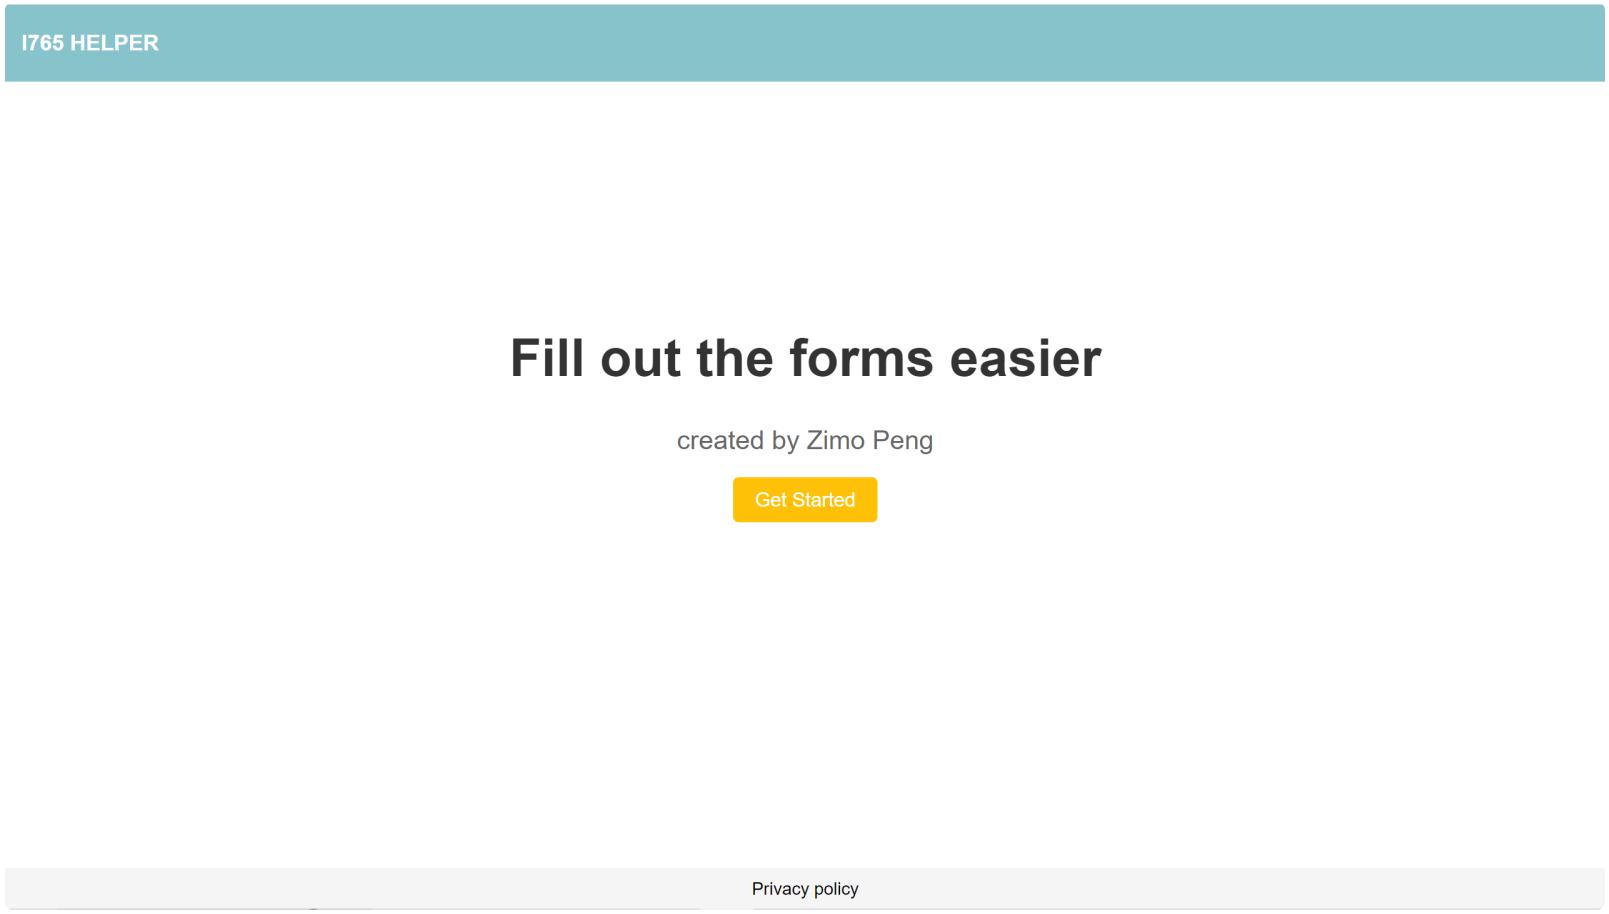 I765 HELPER
Fill out the forms easier
created by Zimo Peng
Get Started
Privacy policy